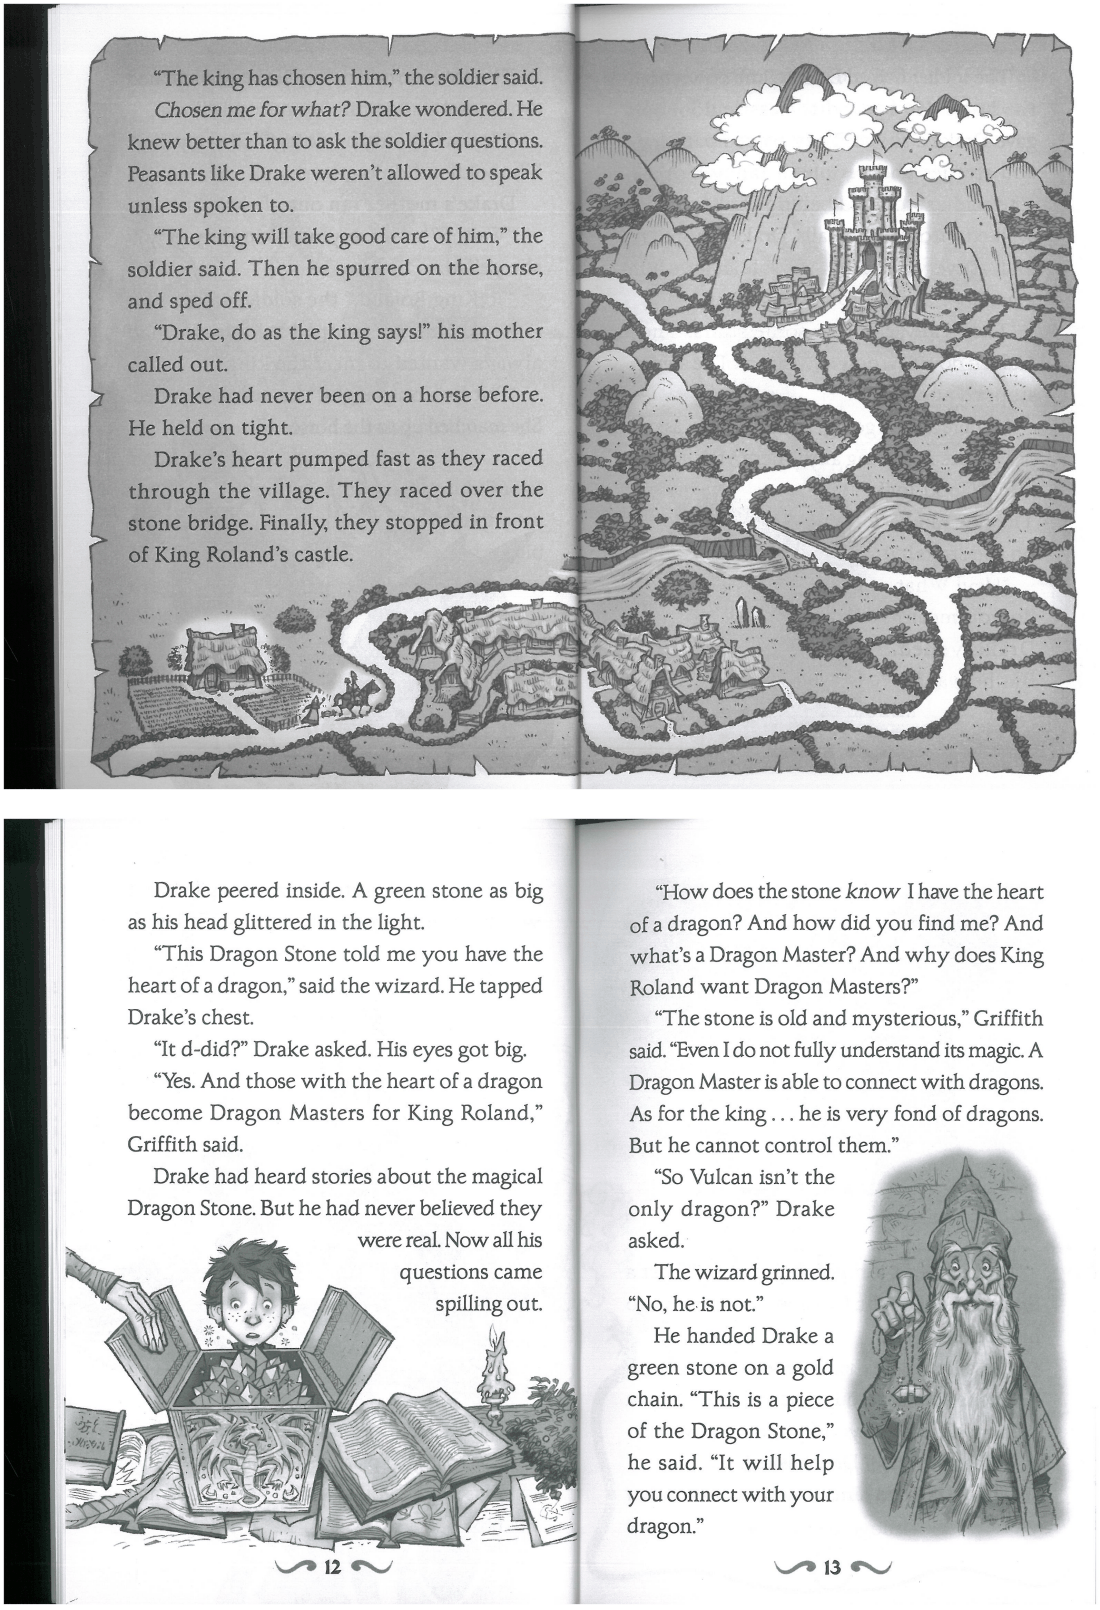 “The king has chosen him,” the soldier said.
Chosen me for what? Drake wondered. He
knew better than to ask the soldier questions.
Peasants like Drake weren’t allowed to speak
unless spoken to.
“The king will take good care of him,” the
soldier said. Then he spurred on the horse,
and sped off.
“Drake, do as the king says!” his mother
called out.
Drake had never been on a horse before.
He held on tight.
Drake’s heart pumped fast as they raced
through the village. They raced over the
stone bridge. Finally, they stopped in front
of King Roland’s castle.
Drake peered inside. A green stone as big
as his head glittered in the light.
“This Dragon Stone told me you have the
heart of a dragon,” said the wizard. He tapped
Drake’s chest.
“It d-did?” Drake asked. His eyes got big.
“Yes. And those with the heart of a dragon
become Dragon Masters for King Roland,”
Griffith said.
Drake had heard stories about the magical
Dragon Stone. But he had never believed they
were real. Now all his
questions came
spilling out.
12
“How does the stone know I have the heart
of a dragon? And how did you find me? And
what’s a Dragon Master? And why does King
Roland want Dragon Masters?”
“The stone is old and mysterious,” Griffith
said. “Even I do not fully understand its magic. A
Dragon Master is able to connect with dragons.
As for the king . . . he is very fond of dragons.
But he cannot control them.”
“So Vulcan isn’t the
only dragon?” Drake
asked.
The wizard grinned.
“No, he is not.”
He handed Drake a
green stone on a gold
chain. “This is a piece
of the Dragon Stone,”
he said. “It will help
you connect with your
dragon.”
13